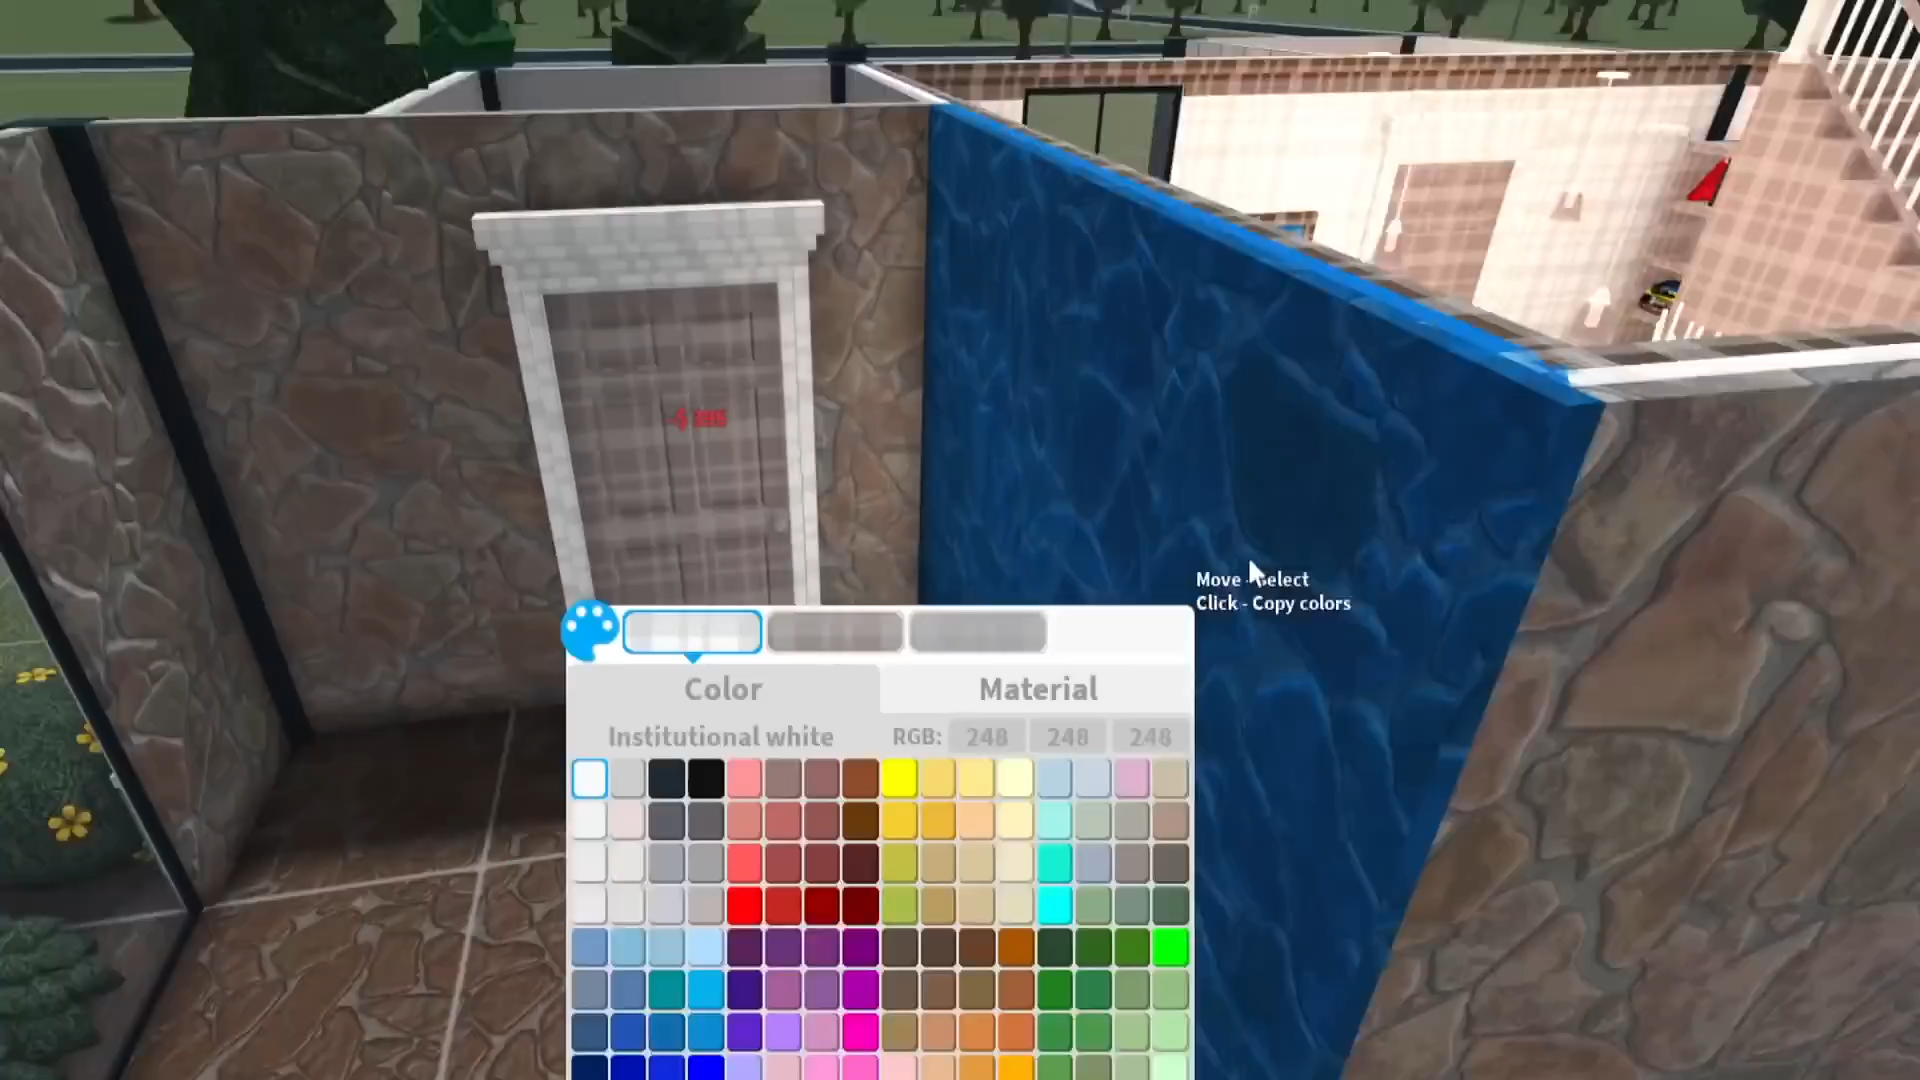 Move - Select
Click - Copy colors
Color
Material
Institutional white
RGB: 248 248 248